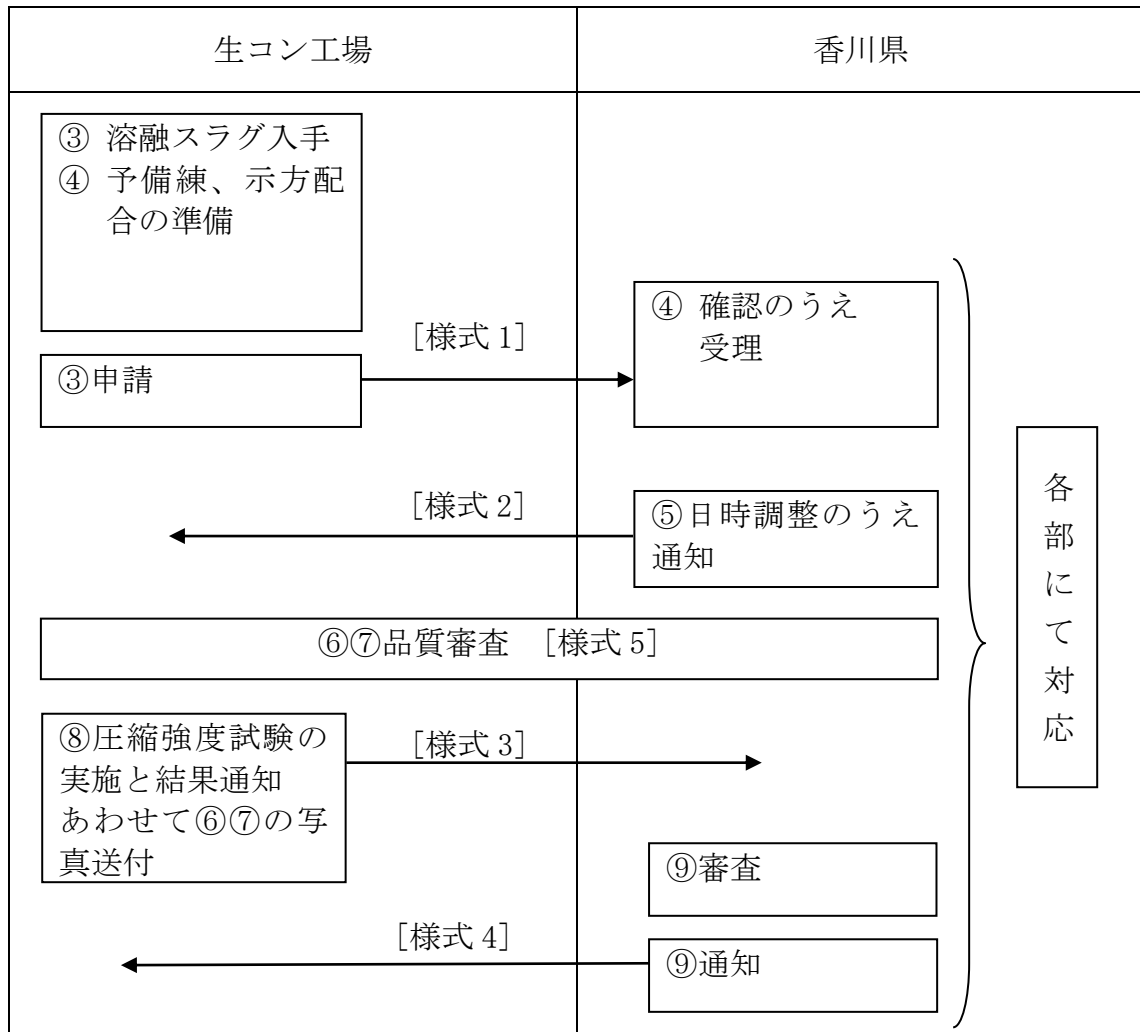 生コン工場
香川県
③ 溶融スラグ入手
④ 予備練、示方配
合の準備
④ 確認のうえ
受理
[様式 1]
③申請
[様式 2]
⑤日時調整のうえ
通知
⑥⑦品質審査 [様式 5]
⑧圧縮強度試験の
実施と結果通知
あわせて⑥⑦の写
真送付
[様式 3]
⑨審査
[様式 4]
⑨通知
各部にて対応